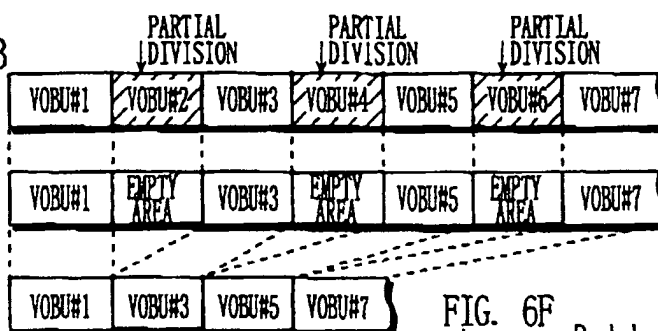 PARTIAL DIVISION PARTIAL DIVISION PARTIAL DIVISION
VOBU#1 VOBU#2 VOBU#3 VOBU#4 VOBU#5 VOBU#6 VOBU#7
VOBU#1 EMPTY AREA VOBU#3 EMPTY AREA VOBU#5 EMPTY AREA VOBU#7
VOBU#1 VOBU#3 VOBU#5 VOBU#7
FIG. 6F